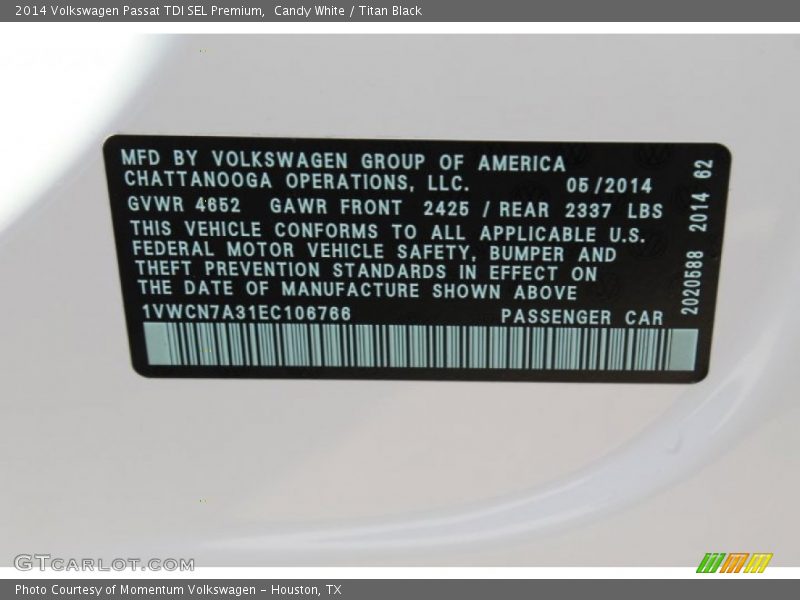 2014 Volkswagen Passat TDI SEL Premium,  Candy White / Titan Black
MFD BY VOLKSWAGEN GROUP OF AMERICA
CHATTANOOGA OPERATIONS, LLC. 05/2014
GVWR 4652 GAWR FRONT 2425 / REAR 2337 LBS
THIS VEHICLE CONFORMS TO ALL APPLICABLE U.S.
FEDERAL MOTOR VEHICLE SAFETY, BUMPER AND
THEFT PREVENTION STANDARDS IN EFFECT ON
THE DATE OF MANUFACTURE SHOWN ABOVE
1VWCN7A31EC106766 PASSENGER CAR
2020588 2014 62
GTCARLOT.COM
Photo Courtesy of Momentum Volkswagen - Houston, TX